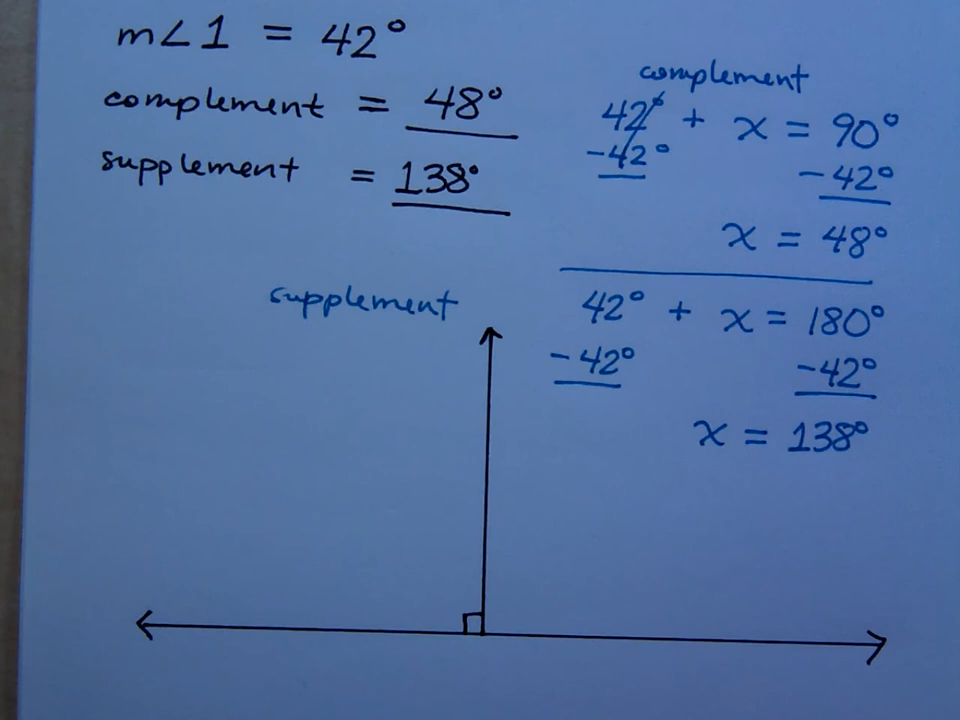 m∠1 = 42°
complement = 48°
supplement = 138°
complement
42° + x = 90°
-42° -42°
x = 48°
supplement
42° + x = 180°
-42° -42°
x = 138°